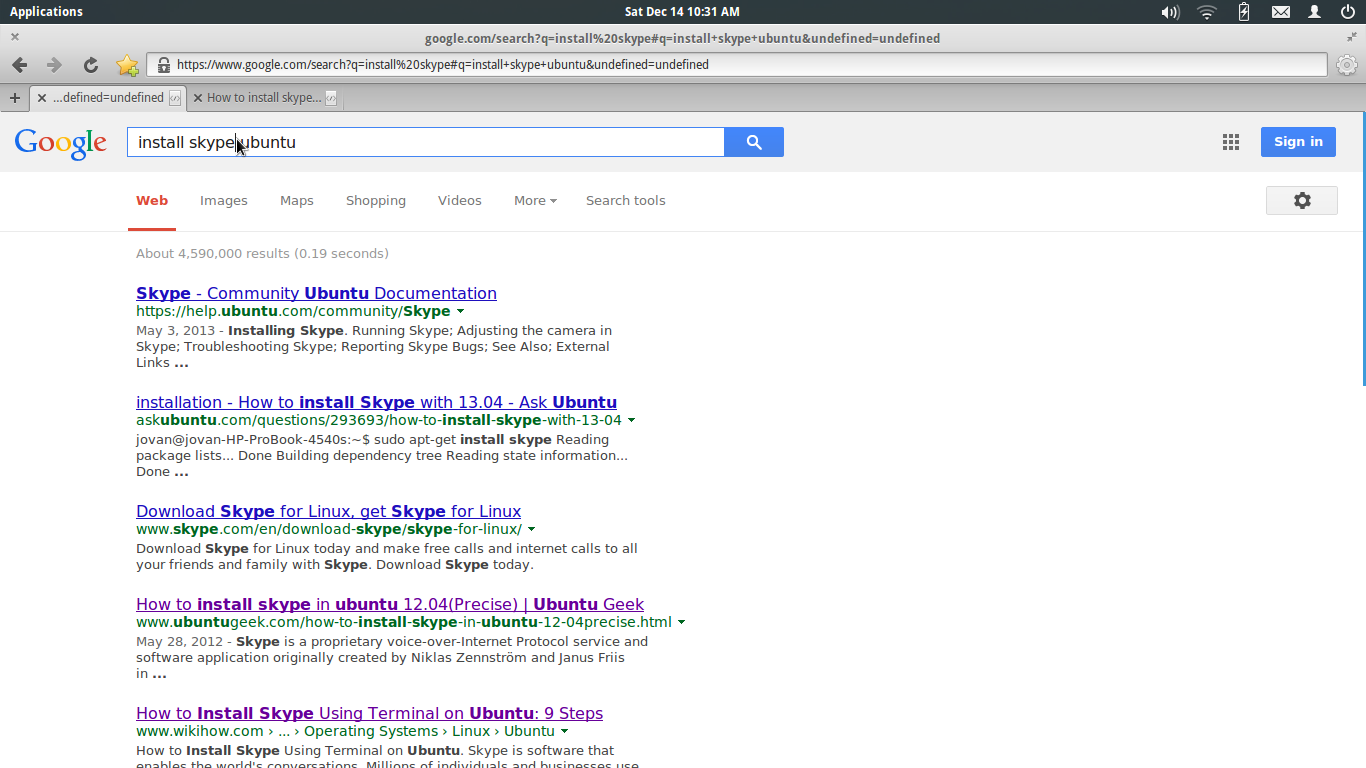 Applications
Sat Dec 14 10:31 AM
google.com/search?q=install%20skype#q=install+skype+ubuntu&undefined=undefined
https://www.google.com/search?q=install%20skype#q=install+skype+ubuntu&undefined=undefined
...defined=undefined
How to install skype...
Google
install skype ubuntu
Sign in
Web Images Maps Shopping Videos More Search tools
About 4,590,000 results (0.19 seconds)
Skype - Community Ubuntu Documentation
https://help.ubuntu.com/community/Skype
May 3, 2013 - Installing Skype. Running Skype; Adjusting the camera in
Skype; Troubleshooting Skype; Reporting Skype Bugs; See Also; External
Links ...
installation - How to install Skype with 13.04 - Ask Ubuntu
askubuntu.com/questions/293693/how-to-install-skype-with-13-04
jovan@jovan-HP-ProBook-4540s:~$ sudo apt-get install skype Reading
package lists... Done Building dependency tree Reading state information...
Done ...
Download Skype for Linux, get Skype for Linux
www.skype.com/en/download-skype/skype-for-linux/
Download Skype for Linux today and make free calls and internet calls to all
your friends and family with Skype. Download Skype today.
How to install skype in ubuntu 12.04(Precise) | Ubuntu Geek
www.ubuntugeek.com/how-to-install-skype-in-ubuntu-12-04precise.html
May 28, 2012 - Skype is a proprietary voice-over-Internet Protocol service and
software application originally created by Niklas Zennström and Janus Friis
in ...
How to Install Skype Using Terminal on Ubuntu: 9 Steps
www.wikihow.com › ... › Operating Systems › Linux › Ubuntu
How to Install Skype Using Terminal on Ubuntu. Skype is software that
enables the world's conversations. Millions of individuals and businesses use